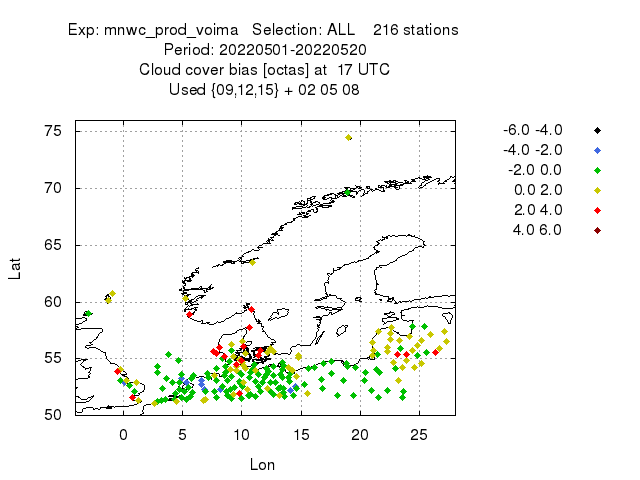 Exp: mnwc_prod_voima   Selection: ALL    216 stations
Period: 20220501-20220520
Cloud cover bias [octas] at  17 UTC
Used {09,12,15} + 02 05 08
-6.0 -4.0
-4.0 -2.0
-2.0 0.0
0.0 2.0
2.0 4.0
4.0 6.0
Lat
75
70
65
60
55
50
0 5 10 15 20 25
Lon